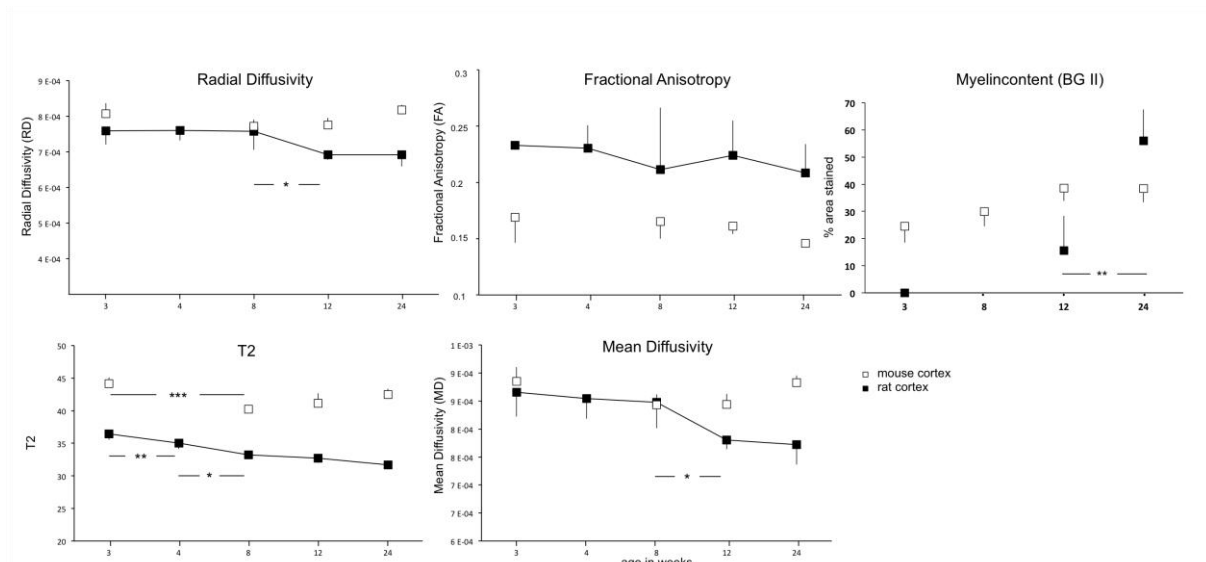 Radial Diffusivity
Radial Diffusivity (RD)
9 E-04
8 E-04
7 E-04
6 E-04
5 E-04
4 E-04
*
3 4 8 12 24
Fractional Anisotropy
Fractional Anisotropy (FA)
0.3
0.25
0.2
0.15
0.1
3 4 8 12 24
Myelincontent (BG II)
% area stained
70
60
50
40
30
20
10
0
**
3 8 12 24
T2
T2
50
45
40
35
30
25
20
***
**
*
3 4 8 12 24
Mean Diffusivity
Mean Diffusivity (MD)
1 E-03
9 E-04
9 E-04
8 E-04
8 E-04
7 E-04
7 E-04
6 E-04
*
3 4 8 12 24
age in weeks
mouse cortex
rat cortex